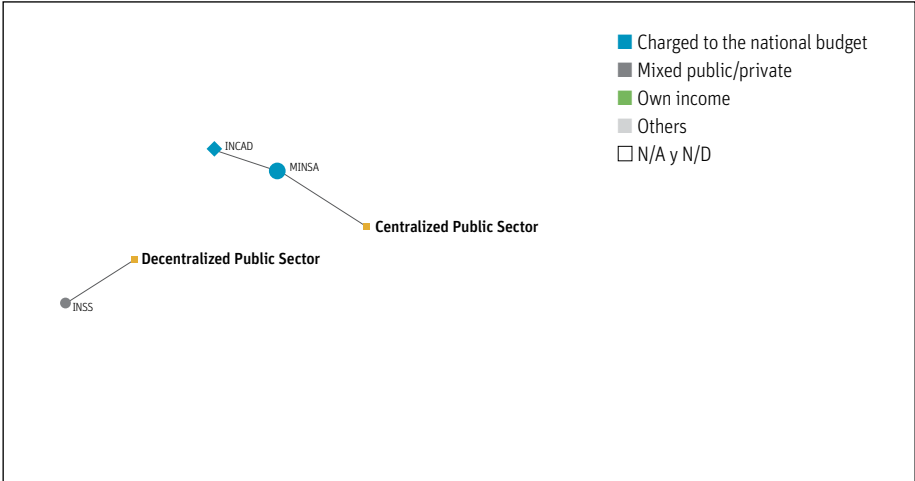 Charged to the national budget
Mixed public/private
Own income
Others
N/A y N/D
INCAD
MINSA
Centralized Public Sector
Decentralized Public Sector
INSS